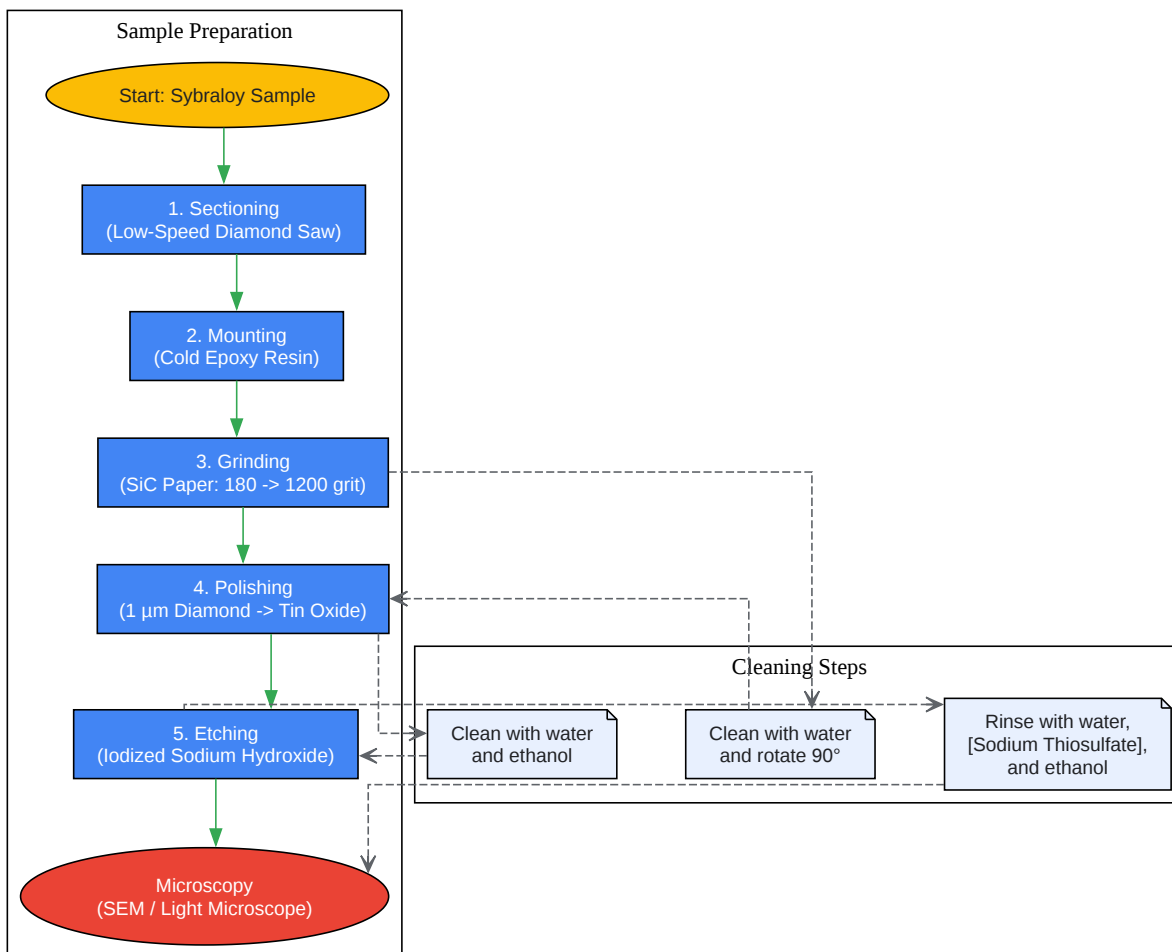 Sample Preparation
Start: Sybraloy Sample
1. Sectioning
(Low-Speed Diamond Saw)
2. Mounting
(Cold Epoxy Resin)
3. Grinding
(SiC Paper: 180 -> 1200 grit)
4. Polishing
(1 µm Diamond -> Tin Oxide)
5. Etching
(Iodized Sodium Hydroxide)
Microscopy
(SEM / Light Microscope)
Cleaning Steps
Clean with water
and ethanol
Clean with water
and rotate 90°
Rinse with water,
[Sodium Thiosulfate],
and ethanol